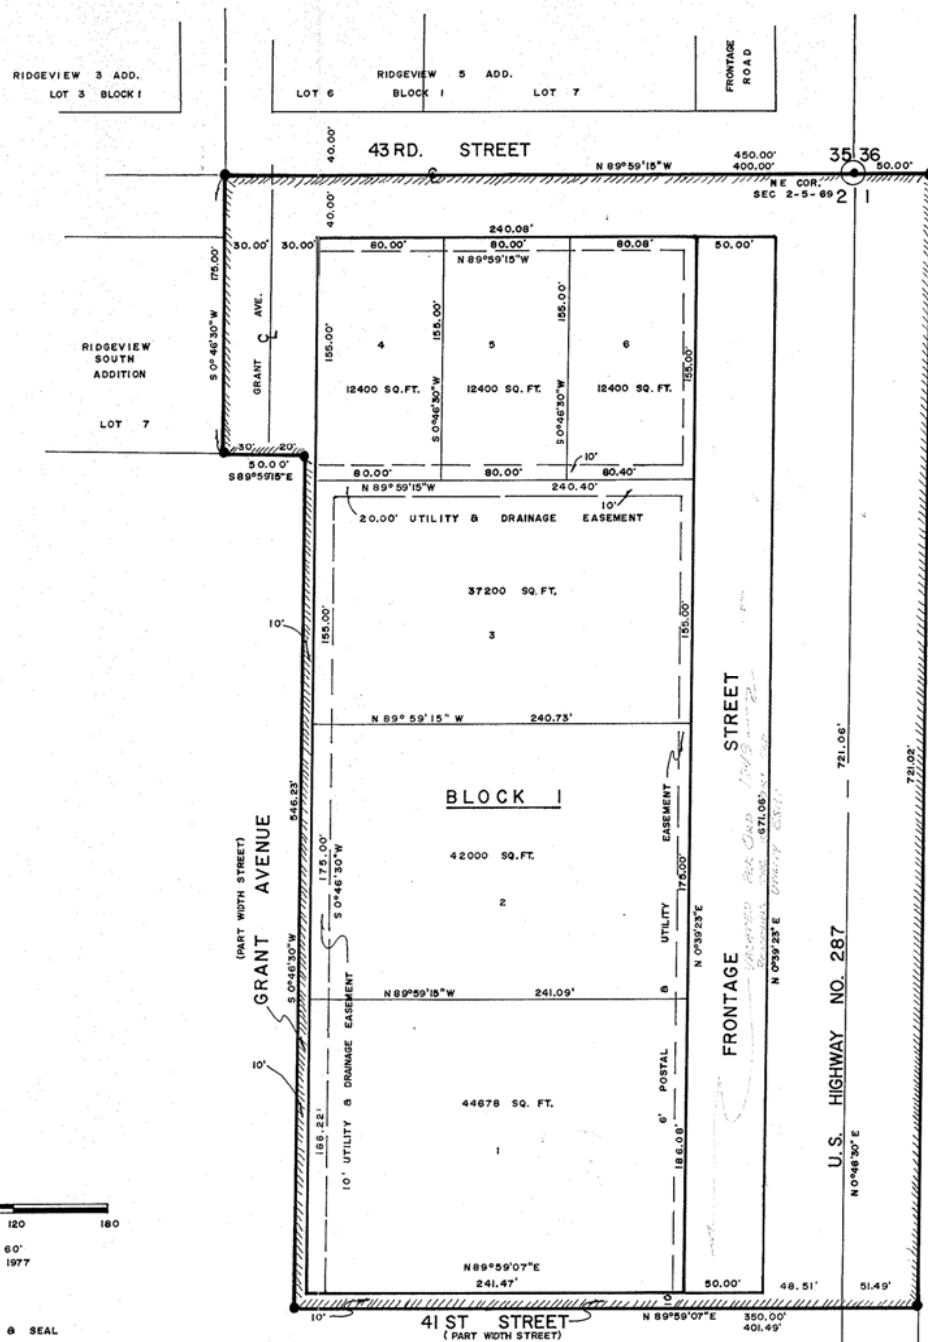 RIDGEVIEW 3 ADD.
LOT 3 BLOCK 1
RIDGEVIEW 5 ADD.
LOT 6 BLOCK 1 LOT 7
FRONTAGE
ROAD
40.00'
43RD. STREET
N 89°59'15"W
450.00'
400.00'
35 36
50.00'
NE COR.
SEC 2-5-69
2 1
40.00'
240.08'
30.00' 30.00'
80.00' 80.00' 80.08' 50.00'
N 89°59'15"W
175.00'
S 0°46'30"W
GRANT AVE.
155.00'
155.00'
155.00'
155.00'
4 5 6
RIDGEVIEW
SOUTH
ADDITION
LOT 7
12400 SQ.FT. 12400 SQ.FT. 12400 SQ.FT.
S 0°46'30"W
S 0°46'30"W
30' 20'
50.00'
S89°59'15"E
10'
80.00' 80.00' 80.40'
N 89°59'15"W 240.40'
10'
20.00' UTILITY & DRAINAGE EASEMENT
37200 SQ.FT.
3
10'
155.00'
155.00'
N 89°59'15"W 240.73'
BLOCK 1
42000 SQ.FT.
2
546.23'
(PART WIDTH STREET)
GRANT AVENUE
S 0°46'30"W
175.00'
S 0°46'30"W
175.00'
N 0°39'23"E
FRONTAGE STREET
671.06'
N 0°39'23"E
721.06'
721.02'
U.S. HIGHWAY NO. 287
N 0°46'30"E
N 89°59'15"W 241.09'
10'
44678 SQ. FT.
1
186.22'
10' UTILITY & DRAINAGE EASEMENT
6' POSTAL & UTILITY EASEMENT
186.08'
N89°59'07"E
241.47'
50.00' 48.51' 51.49'
10'
10'
41 ST STREET
(PART WIDTH STREET)
N 89°59'07"E
350.00'
401.49'
120 180
60'
1977
& SEAL